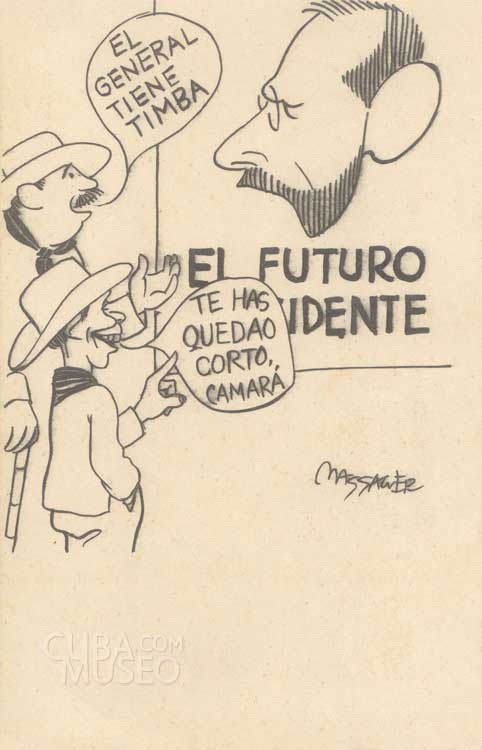 EL
GENERAL
TIENE
TIMBA
EL FUTURO
IDENTE
TE HAS
QUEDAO
CORTO,
CAMARÁ
MASSAGUER
CUBA.COM
MUSEO